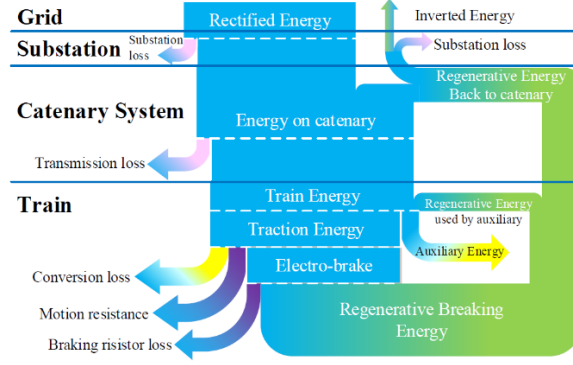 Grid
Rectified Energy
Inverted Energy
Substation
Substation
loss
Substation loss
Regenerative Energy
Back to catenary
Catenary System
Energy on catenary
Transmission loss
Train
Train Energy
Regenerative Energy
used by auxiliary
Traction Energy
Auxiliary Energy
Electro-brake
Conversion loss
Motion resistance
Regenerative Breaking
Energy
Braking risistor loss